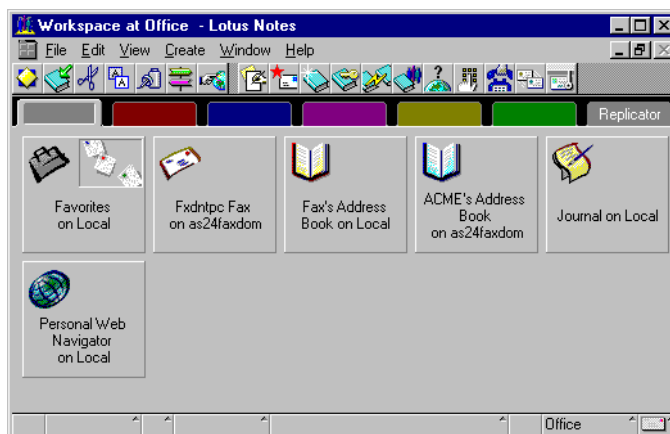 Workspace at Office - Lotus Notes
File Edit View Create Window Help
Replicator
Favorites
on Local
Fxdntpc Fax
on as24faxdom
Fax's Address
Book on Local
ACME's Address
Book
on as24faxdom
Journal on Local
Personal Web
Navigator
on Local
Office